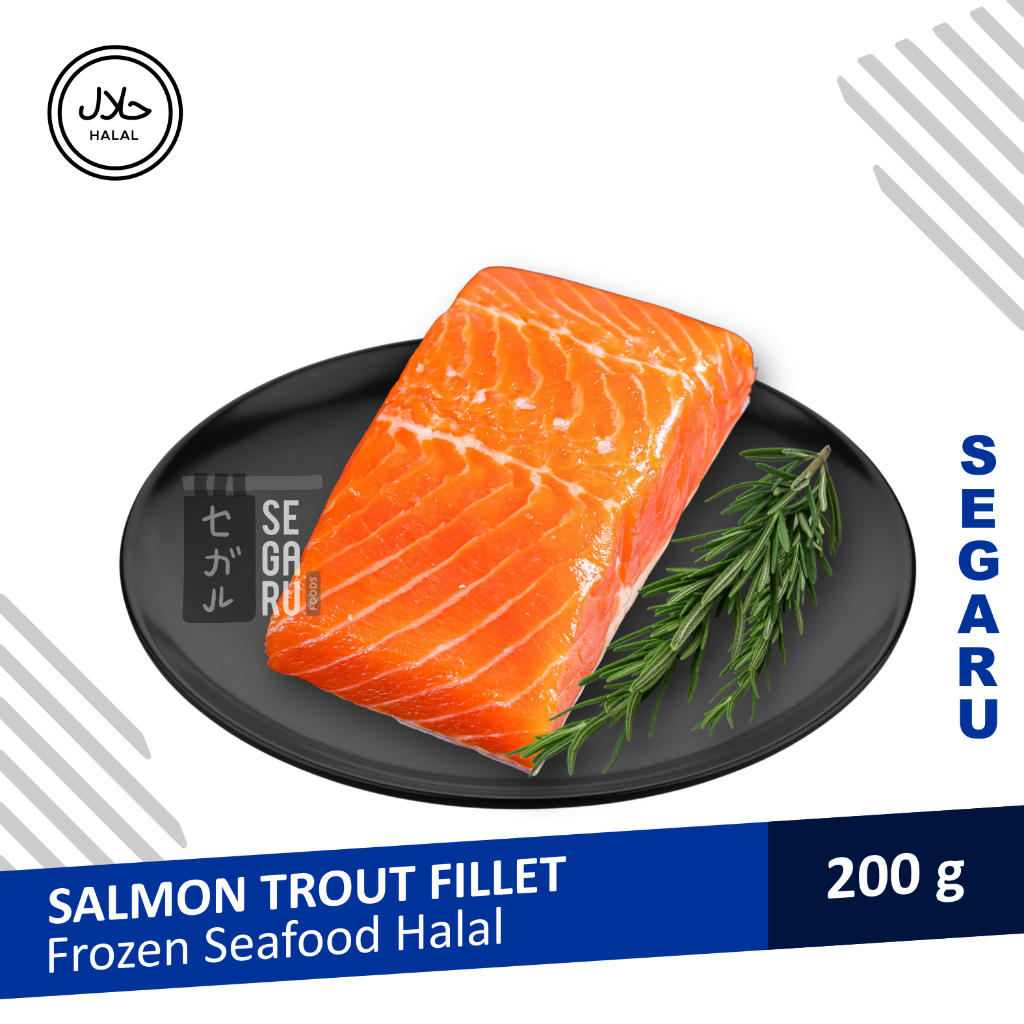 حلال
HALAL
セガル
SE
GA
RU
FOODS
SEGARU
SALMON TROUT FILLET
Frozen Seafood Halal
200 g